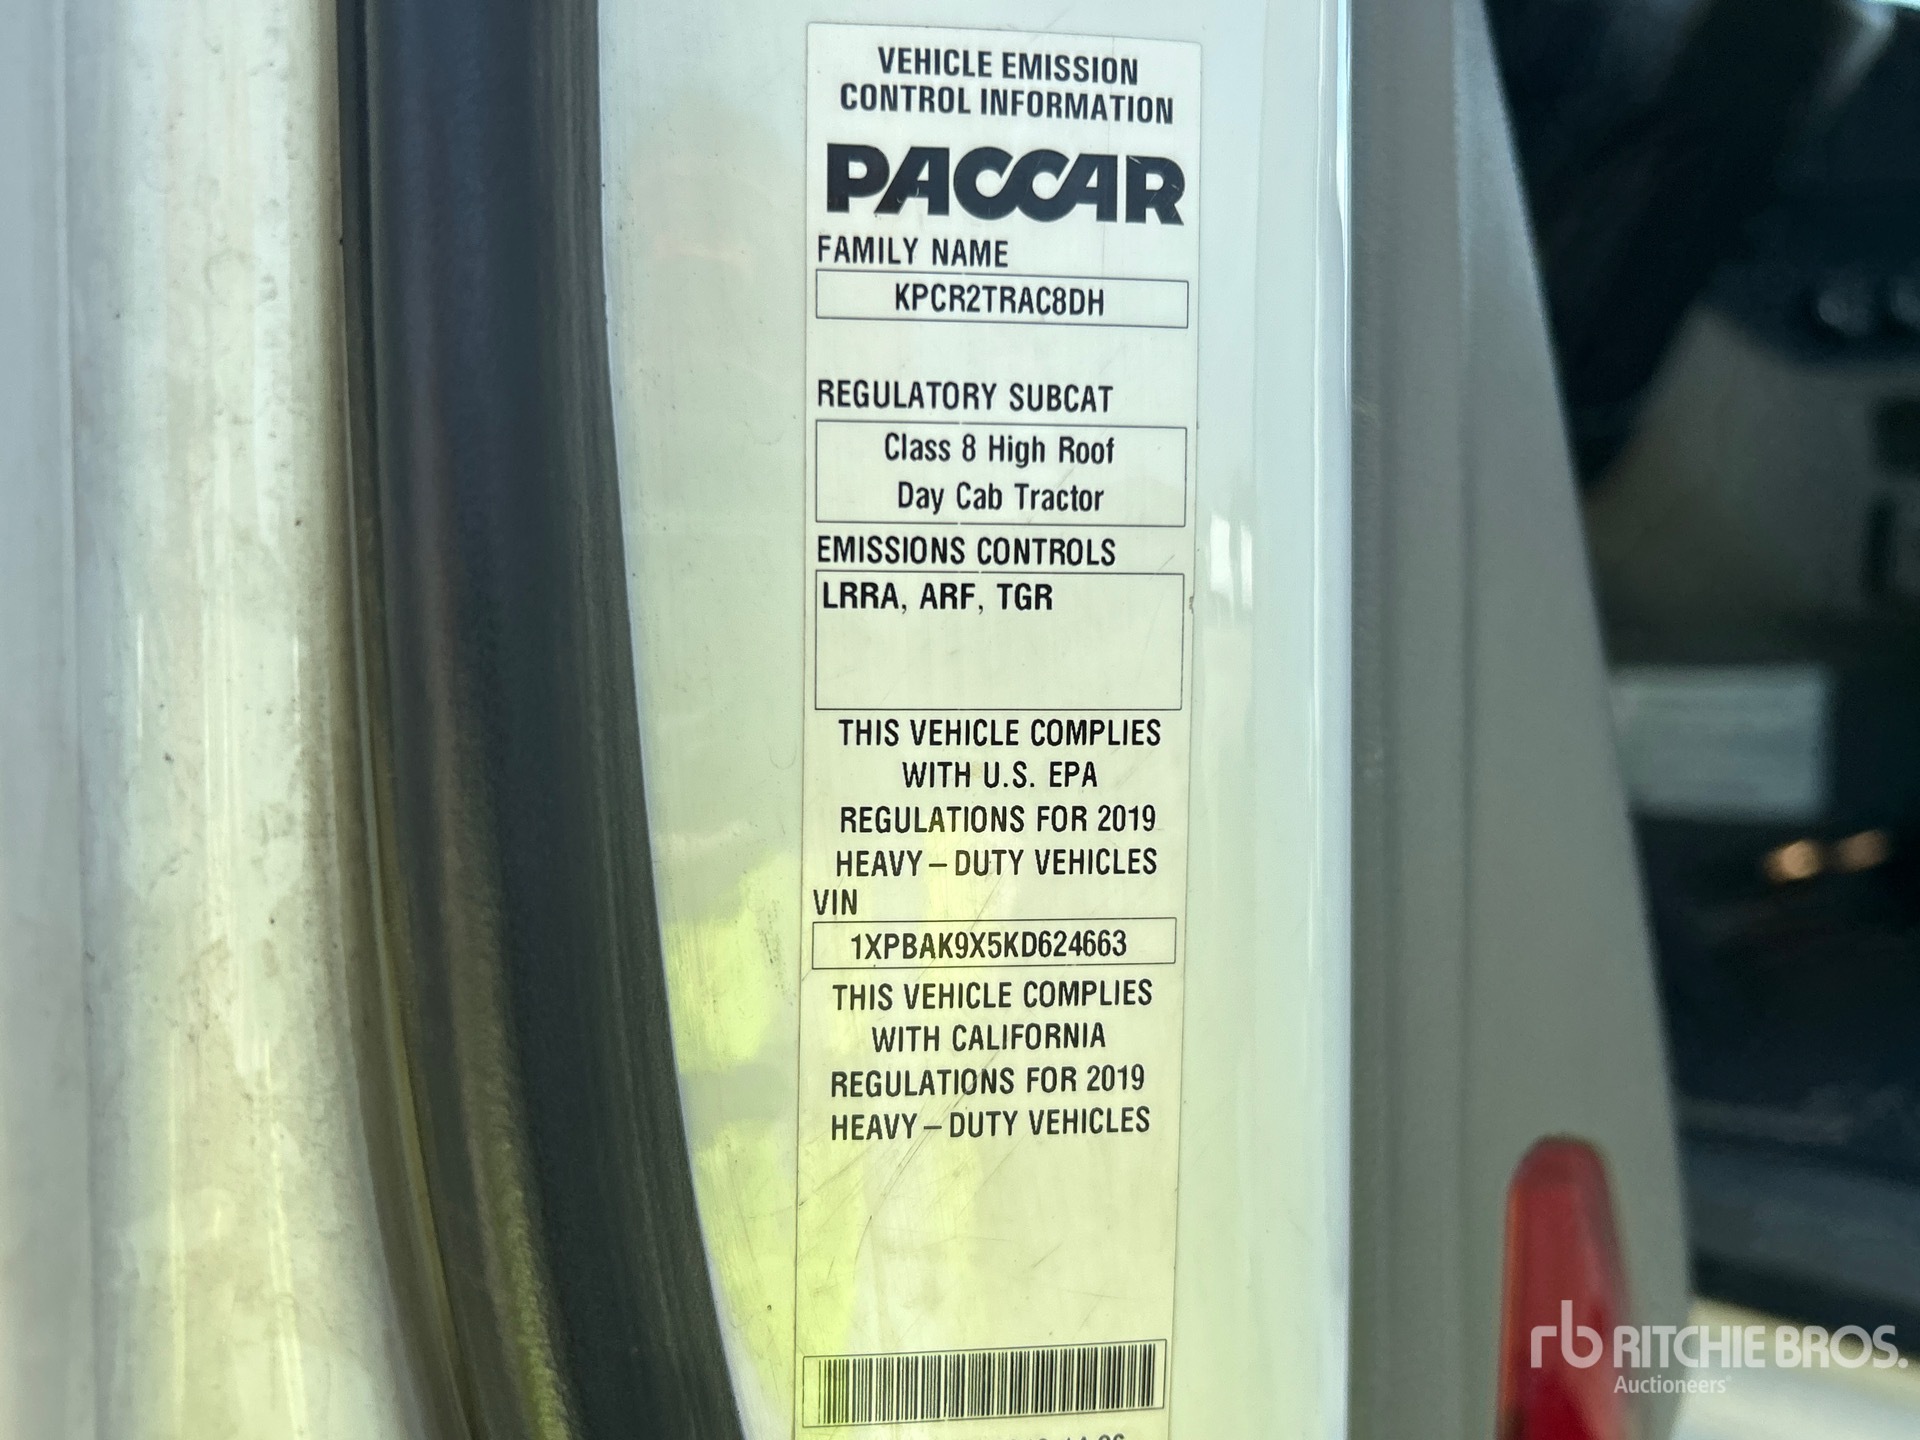 VEHICLE EMISSION
CONTROL INFORMATION
PACCAR
FAMILY NAME
KPCR2TRAC8DH
REGULATORY SUBCAT
Class 8 High Roof
Day Cab Tractor
EMISSIONS CONTROLS
LRRA, ARF, TGR
THIS VEHICLE COMPLIES
WITH U.S. EPA
REGULATIONS FOR 2019
HEAVY–DUTY VEHICLES
VIN
1XPBAK9X5KD624663
THIS VEHICLE COMPLIES
WITH CALIFORNIA
REGULATIONS FOR 2019
HEAVY–DUTY VEHICLES
rb RITCHIE BROS.
Auctioneers